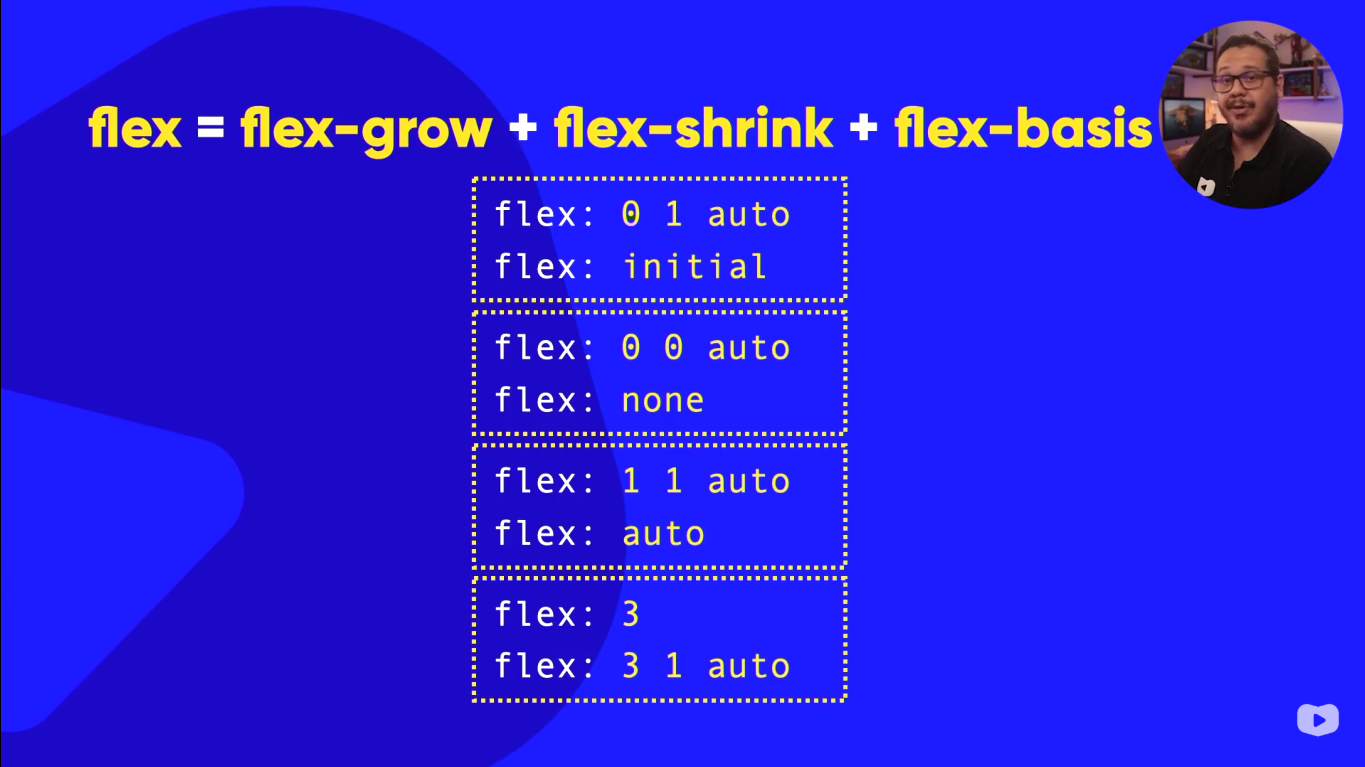 flex = flex-grow + flex-shrink + flex-basis
flex: 0 1 auto
flex: initial
flex: 0 0 auto
flex: none
flex: 1 1 auto
flex: auto
flex: 3
flex: 3 1 auto